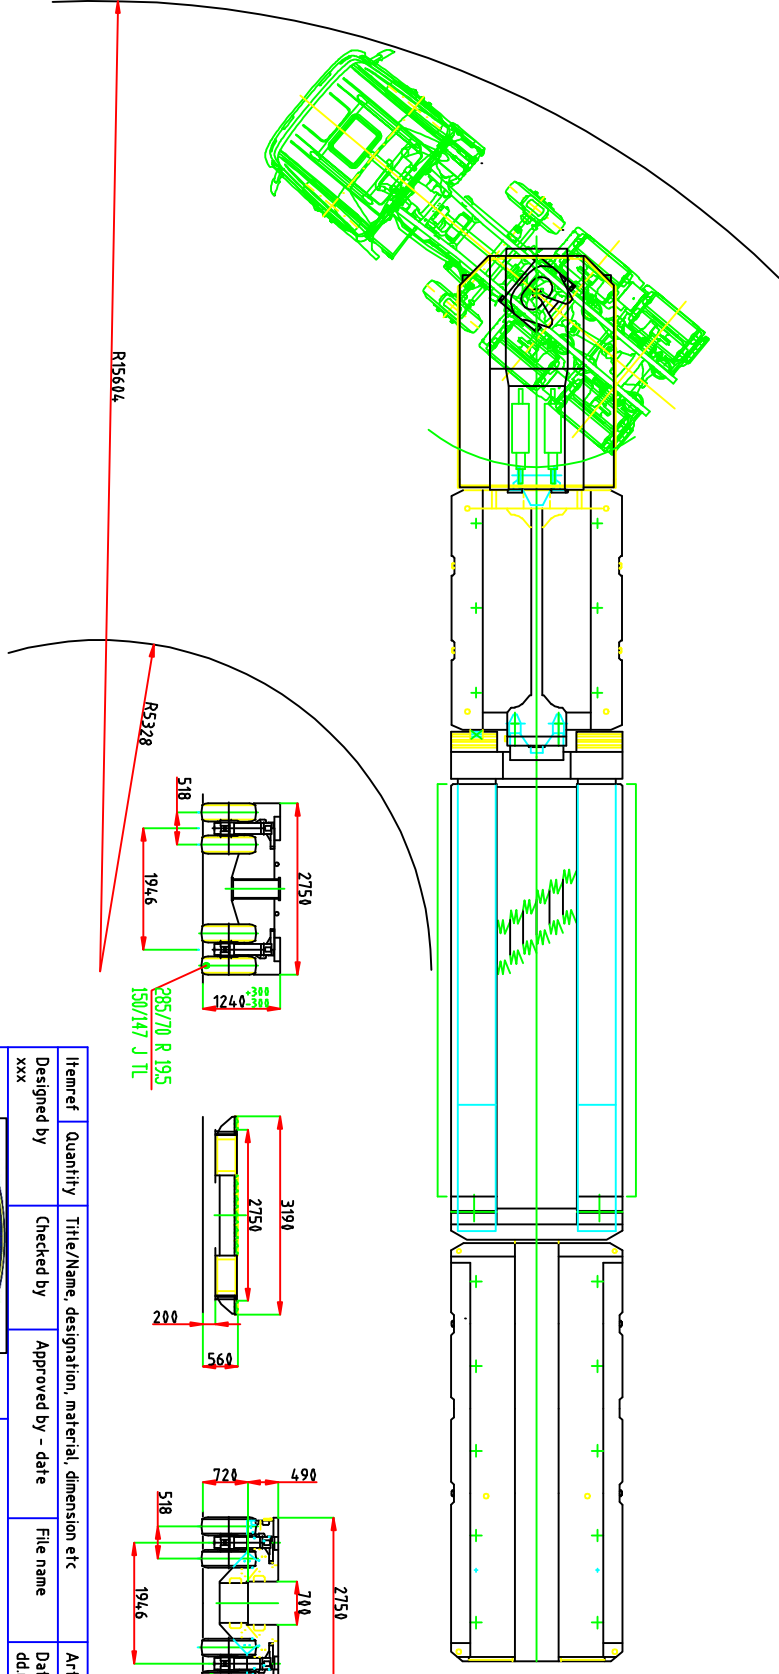 R15604
R5328
518
1946
2750
1240 +300 -300
285/70 R 19.5
150/147 J TL
3190
2750
200
560
720
490
518
1946
700
2750
Itemref
Quantity
Title/Name, designation, material, dimension etc
Designed by
xxx
Checked by
Approved by - date
File name